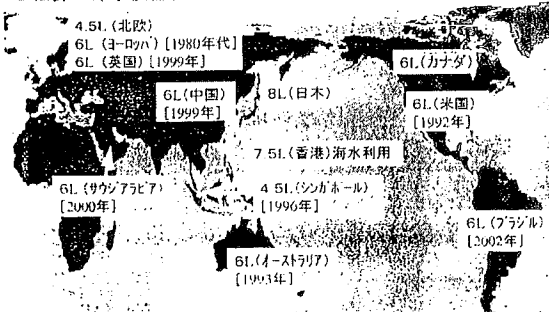 4.5L (北欧)
6L (ヨーロッパ) [1980年代]
6L (英国) [1999年]
6L(カナダ)
6L(中国)
[1999年]
8L(日本)
6L(米国)
[1992年]
7.5L(香港)海水利用
6L(サウジアラビア)
[2000年]
4.5L(シンガポール)
[1996年]
6L(ブラジル)
[2002年]
6L(オーストラリア)
[1993年]